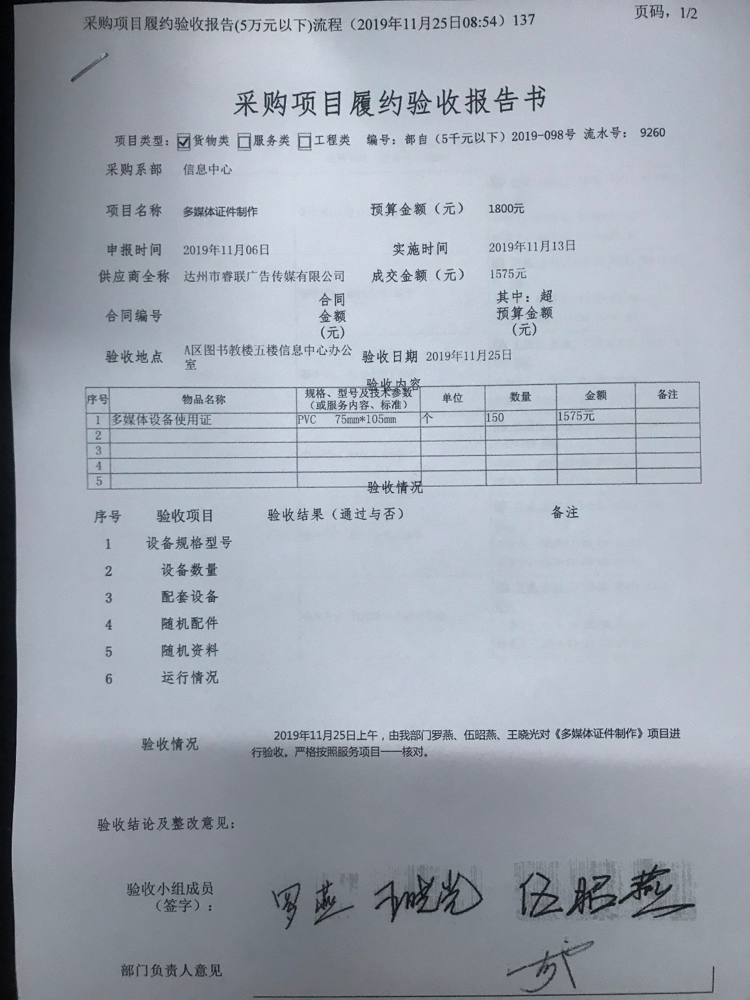 采购项目履约验收报告(5万元以下)流程（2019年11月25日08:54）137
页码，1/2
采购项目履约验收报告书
项目类型：货物类 服务类 工程类 编号：部自（5千元以下）2019-098号 流水号： 9260
采购系部 信息中心
项目名称 多媒体证件制作 预算金额（元） 1800元
申报时间 2019年11月06日 实施时间 2019年11月13日
供应商全称 达州市睿联广告传媒有限公司 成交金额（元） 1575元
合同编号 合同金额（元） 其中：超预算金额（元）
验收地点 A区图书教楼五楼信息中心办公室 验收日期 2019年11月25日
验收内容
序号 物品名称 规格、型号及技术参数（或服务内容、标准） 单位 数量 金额 备注
1 多媒体设备使用证 PVC 75mm*105mm 个 150 1575元
2
3
4
5
验收情况
序号 验收项目 验收结果（通过与否） 备注
1 设备规格型号
2 设备数量
3 配套设备
4 随机配件
5 随机资料
6 运行情况
验收情况 2019年11月25日上午，由我部门罗燕、伍昭燕、王晓光对《多媒体证件制作》项目进
行验收。严格按照服务项目一一核对。
验收结论及整改意见：
验收小组成员
（签字）： 罗燕 王晓光 伍昭燕
部门负责人意见